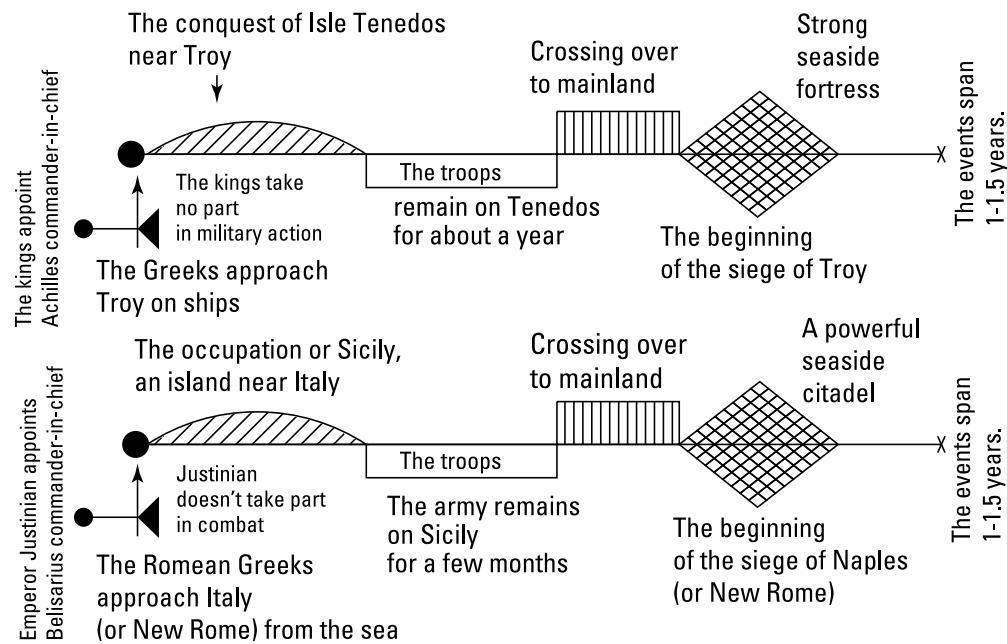 The conquest of Isle Tenedos
near Troy
Crossing over
to mainland
Strong
seaside
fortress
The kings appoint
Achilles commander-in-chief
The kings take
no part
in military action
The troops
remain on Tenedos
for about a year
The Greeks approach
Troy on ships
The beginning
of the siege of Troy
The events span
1-1.5 years.
The occupation or Sicily,
an island near Italy
Crossing over
to mainland
A powerful
seaside
citadel
Emperor Justinian appoints
Belisarius commander-in-chief
Justinian
doesn't take part
in combat
The troops
The army remains
on Sicily
for a few months
The Romean Greeks
approach Italy
(or New Rome) from the sea
The beginning
of the siege of Naples
(or New Rome)
The events span
1-1.5 years.